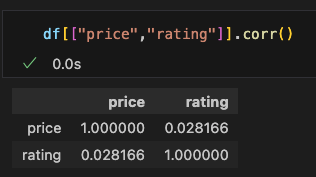 df[["price","rating"]].corr()
✓ 0.0s
price rating
price 1.000000 0.028166
rating 0.028166 1.000000